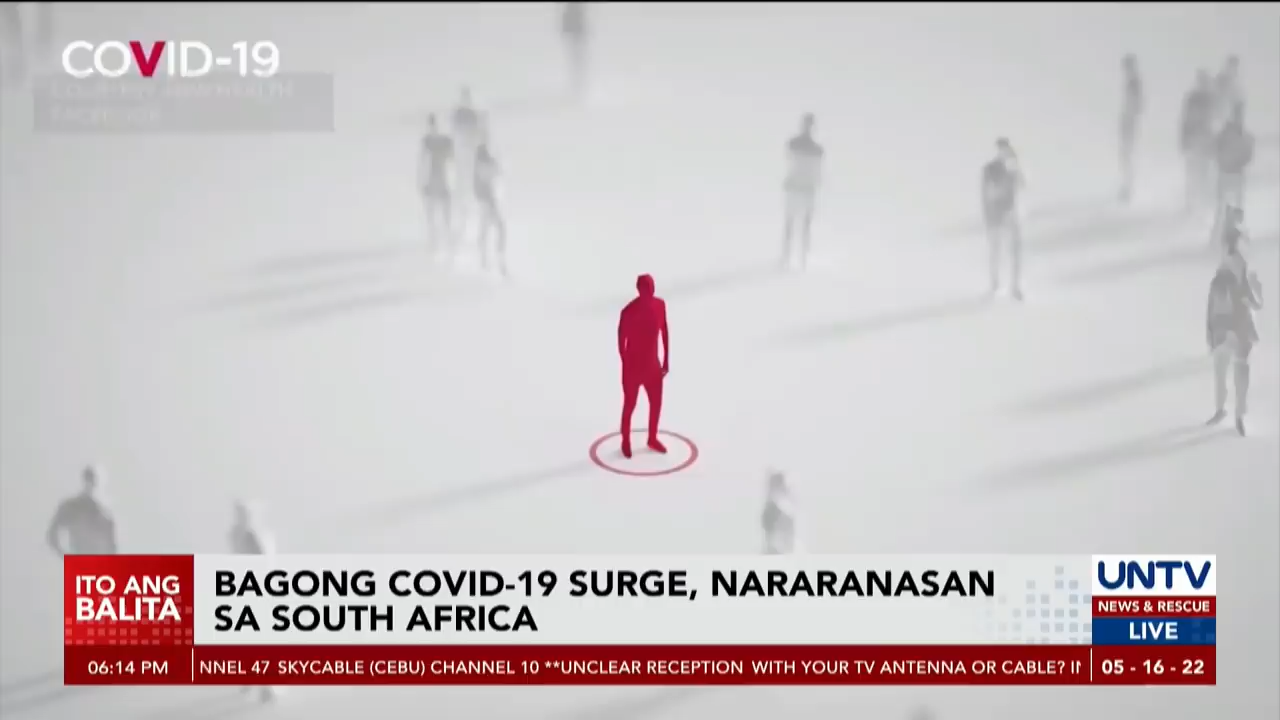 COVID-19
ITO ANG
BALITA
BAGONG COVID-19 SURGE, NARARANASAN
SA SOUTH AFRICA
UNTV
NEWS & RESCUE
LIVE
06:14 PM
NNEL 47 SKYCABLE (CEBU) CHANNEL 10 **UNCLEAR RECEPTION WITH YOUR TV ANTENNA OR CABLE?
05 - 16 - 22